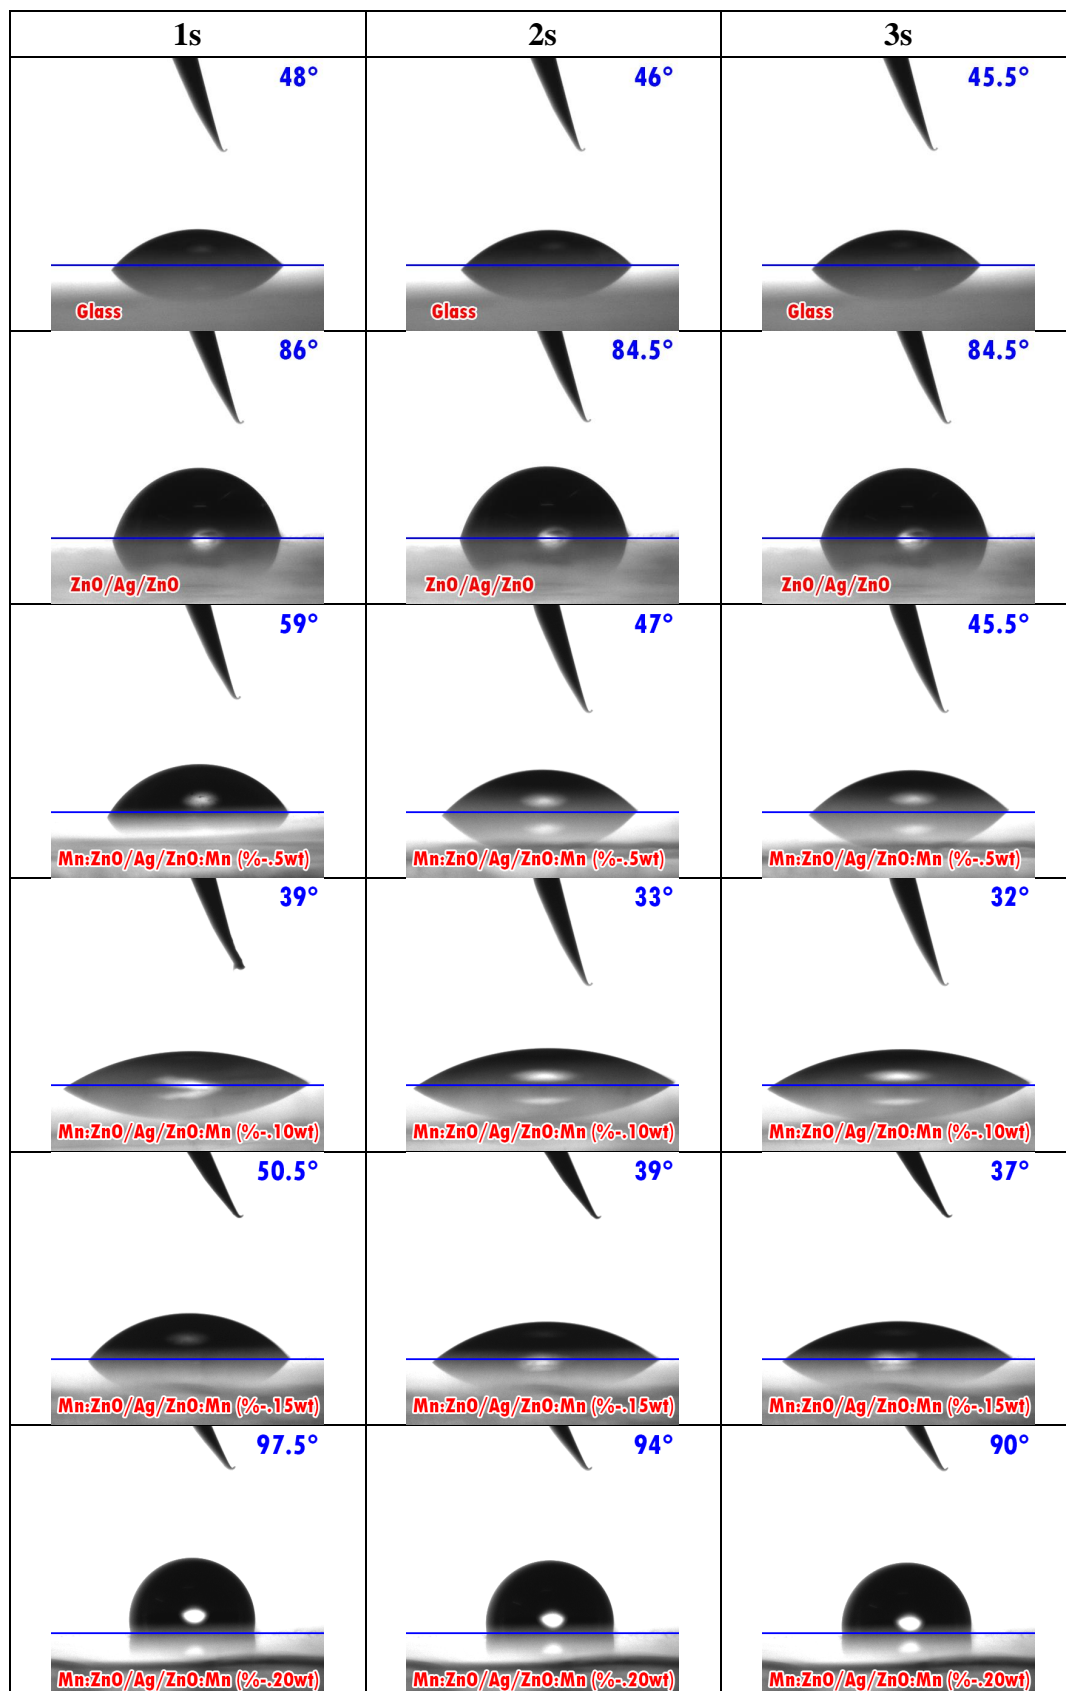 1s 2s 3s
48° 46° 45.5°
Glass Glass Glass
86° 84.5° 84.5°
ZnO/Ag/ZnO ZnO/Ag/ZnO ZnO/Ag/ZnO
59° 47° 45.5°
Mn:ZnO/Ag/ZnO:Mn (%-.5wt) Mn:ZnO/Ag/ZnO:Mn (%-.5wt) Mn:ZnO/Ag/ZnO:Mn (%-.5wt)
39° 33° 32°
Mn:ZnO/Ag/ZnO:Mn (%-.10wt) Mn:ZnO/Ag/ZnO:Mn (%-.10wt) Mn:ZnO/Ag/ZnO:Mn (%-.10wt)
50.5° 39° 37°
Mn:ZnO/Ag/ZnO:Mn (%-.15wt) Mn:ZnO/Ag/ZnO:Mn (%-.15wt) Mn:ZnO/Ag/ZnO:Mn (%-.15wt)
97.5° 94° 90°
Mn:ZnO/Ag/ZnO:Mn (%-.20wt) Mn:ZnO/Ag/ZnO:Mn (%-.20wt) Mn:ZnO/Ag/ZnO:Mn (%-.20wt)